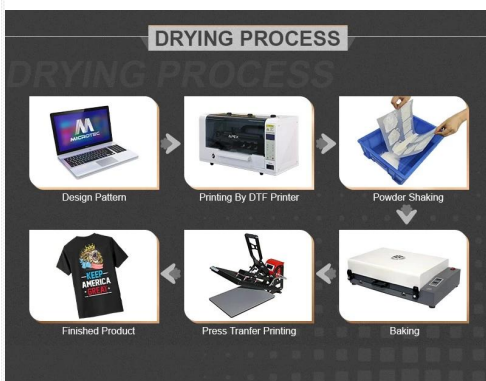 DRYING PROCESS
DRYING PROCESS
MICROTEC
APEX
Design Pattern
Printing By DTF Printer
Powder Shaking
KEEP
AMERICA
GREAT
Finished Product
Press Tranfer Printing
Baking